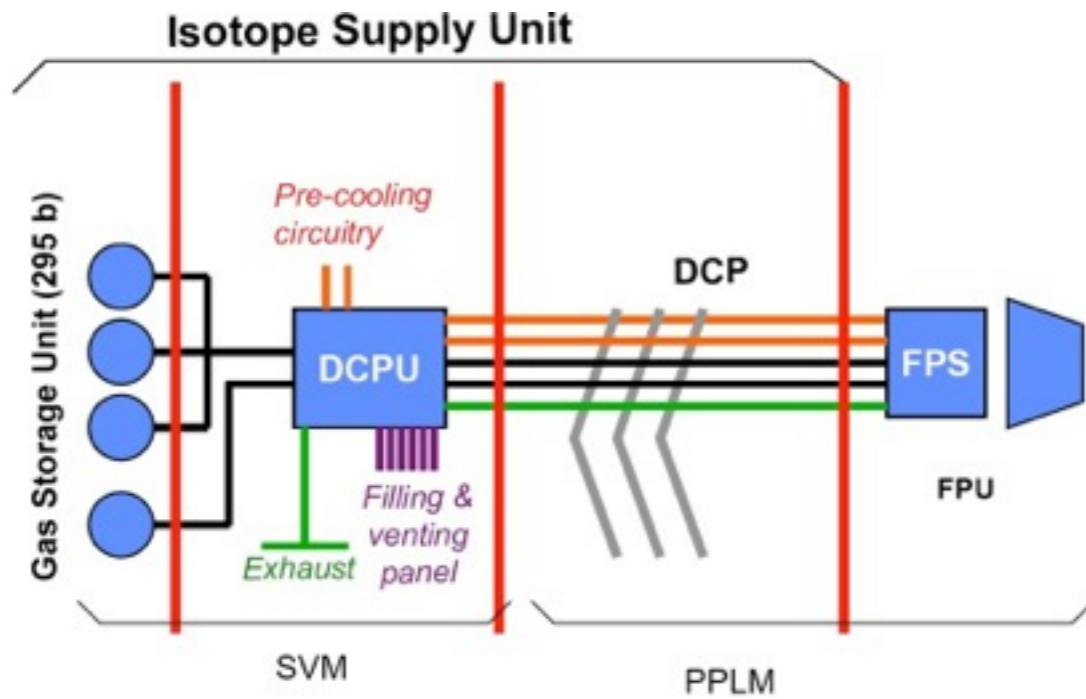 Isotope Supply Unit
Gas Storage Unit (295 b)
Pre-cooling
circuitry
DCP
DCPU
FPS
Filling &
venting
panel
Exhaust
FPU
SVM
PPLM